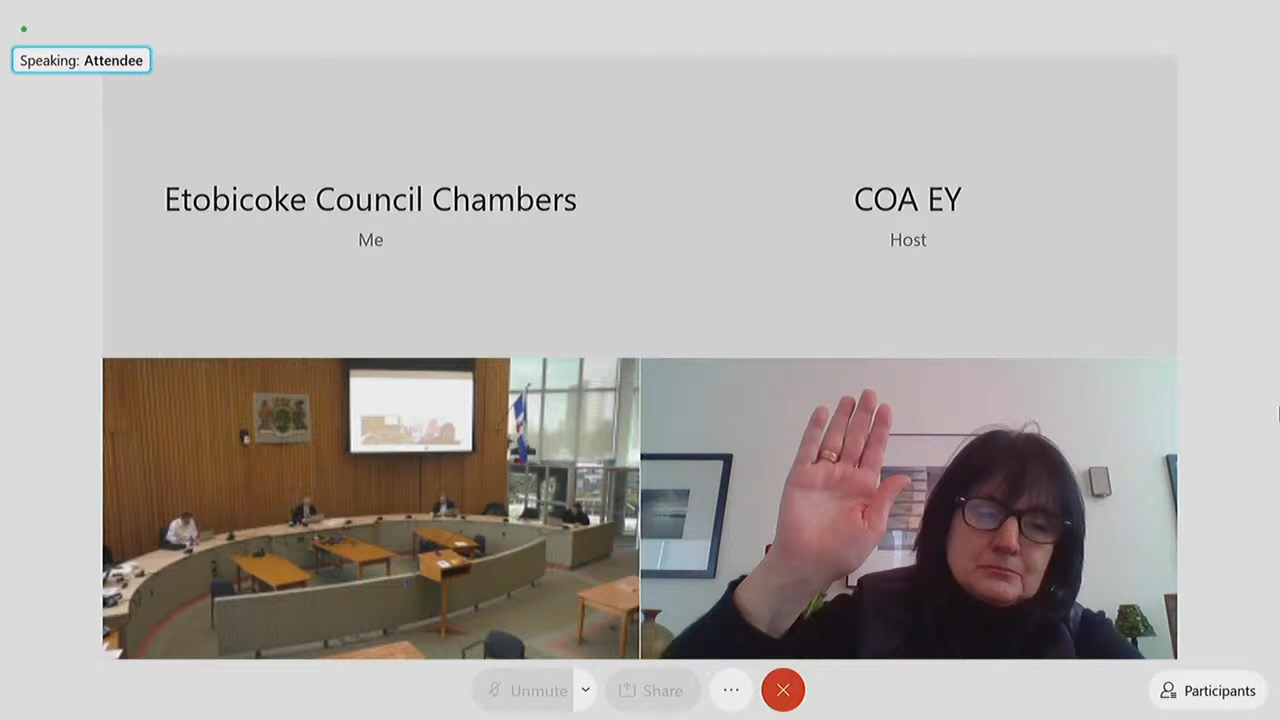 Speaking: Attendee
Etobicoke Council Chambers
Me
COA EY
Host
Unmute
Share
Participants